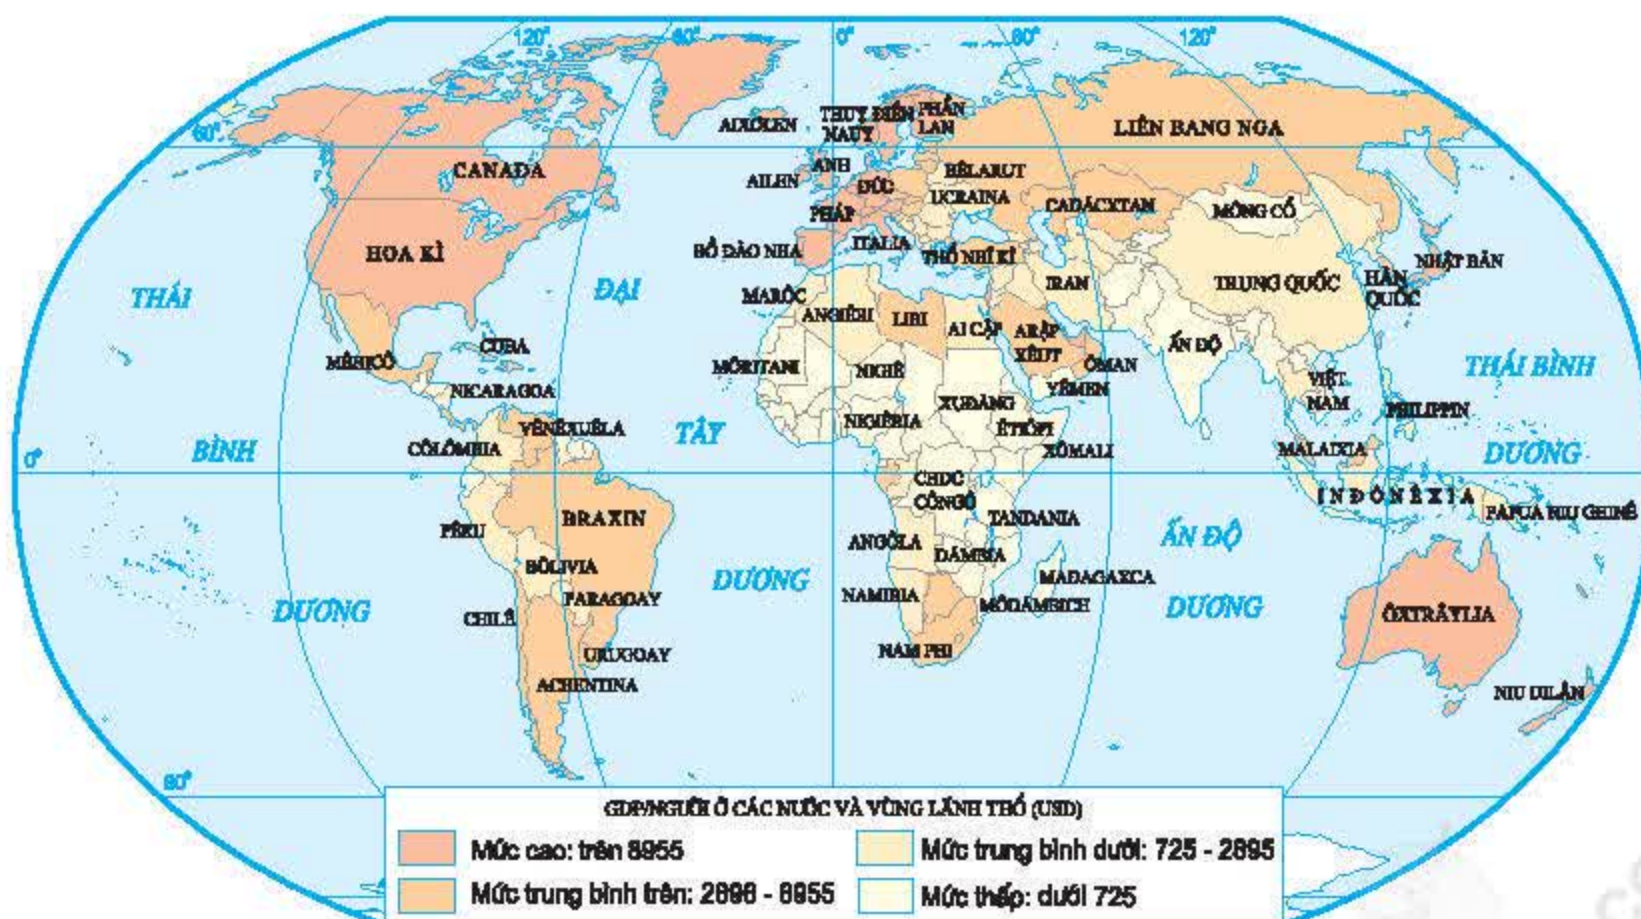 120° 60° 0° 60° 120°
60°
AIXƠLEN
THUỴ ĐIỂN
NAUY
PHẦN
LAN
LIÊN BANG NGA
CANADA
ANH
AILEN
ĐỨC
BÊLARUT
UCRAINA
CADẮCXTAN
MÔNG CỔ
PHÁP
HOA KÌ
BỒ ĐÀO NHA
ITALIA
THỔ NHĨ KÌ
IRAN
TRUNG QUỐC
HÀN
QUỐC
NHẬT BẢN
THÁI
ĐẠI
MARÔC
ANGIÊRI
LIBI
AI CẬP
ARẬP
XÊUT
ÔMAN
ẤN ĐỘ
CUBA
MÊHICÔ
MÔRITANI
NIGIÊ
YÊMEN
VIỆT
NAM
THÁI BÌNH
NICARAGOA
XUĐĂNG
PHILIPPIN
VÊNÊXUÊLA
TÂY
NIGIÊRIA
ÊTIÔPI
CÔLÔMBIA
BÌNH
XÔMALI
MALAIXIA
DƯƠNG
0°
CHDC
CÔNGÔ
INĐÔNÊXIA
PAPUA NIU GHINÊ
BRAXIN
PÊRU
TANDANIA
ẤN ĐỘ
ANGÔLA
DĂMBIA
BÔLIVIA
DƯƠNG
MAĐAGAXCA
PARAGOAY
NAMIBIA
MÔDĂMBICH
DƯƠNG
DƯƠNG
CHILÊ
ÔXTRÂYLIA
NAM PHI
URUGOAY
ACHENTINA
NIU DILÂN
60°
GDP/NGƯỜI Ở CÁC NƯỚC VÀ VÙNG LÃNH THỔ (USD)
Mức cao: trên 8955
Mức trung bình dưới: 725 - 2895
Mức trung bình trên: 2896 - 8955
Mức thấp: dưới 725